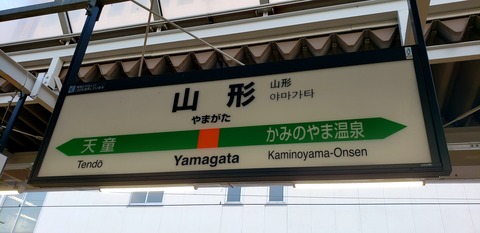 山形
山形
야마가타
やまがた
天童
かみのやま温泉
Tendō
Yamagata
Kaminoyama-Onsen